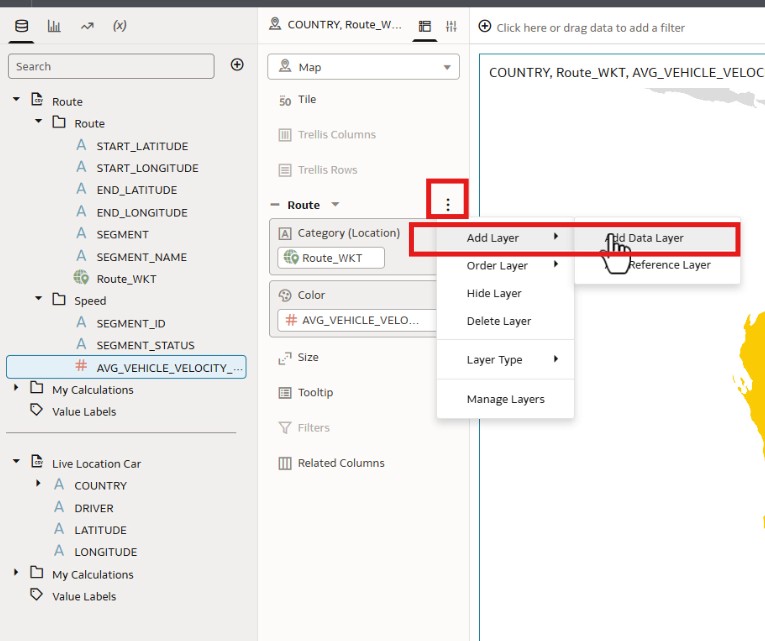 (x)
COUNTRY, Route_W...
Click here or drag data to add a filter
Search
Route
Route
START_LATITUDE
START_LONGITUDE
END_LATITUDE
END_LONGITUDE
SEGMENT
SEGMENT_NAME
Route_WKT
Speed
SEGMENT_ID
SEGMENT_STATUS
AVG_VEHICLE_VELOCITY_...
My Calculations
Value Labels
Live Location Car
COUNTRY
DRIVER
LATITUDE
LONGITUDE
My Calculations
Value Labels
Map
50 Tile
Trellis Columns
Trellis Rows
Route
Category (Location)
Route_WKT
Color
AVG_VEHICLE_VELO...
Size
Tooltip
Filters
Related Columns
Add Layer
Order Layer
Hide Layer
Delete Layer
Layer Type
Manage Layers
Data Layer
Reference Layer
COUNTRY, Route_WKT, AVG_VEHICLE_VELOC